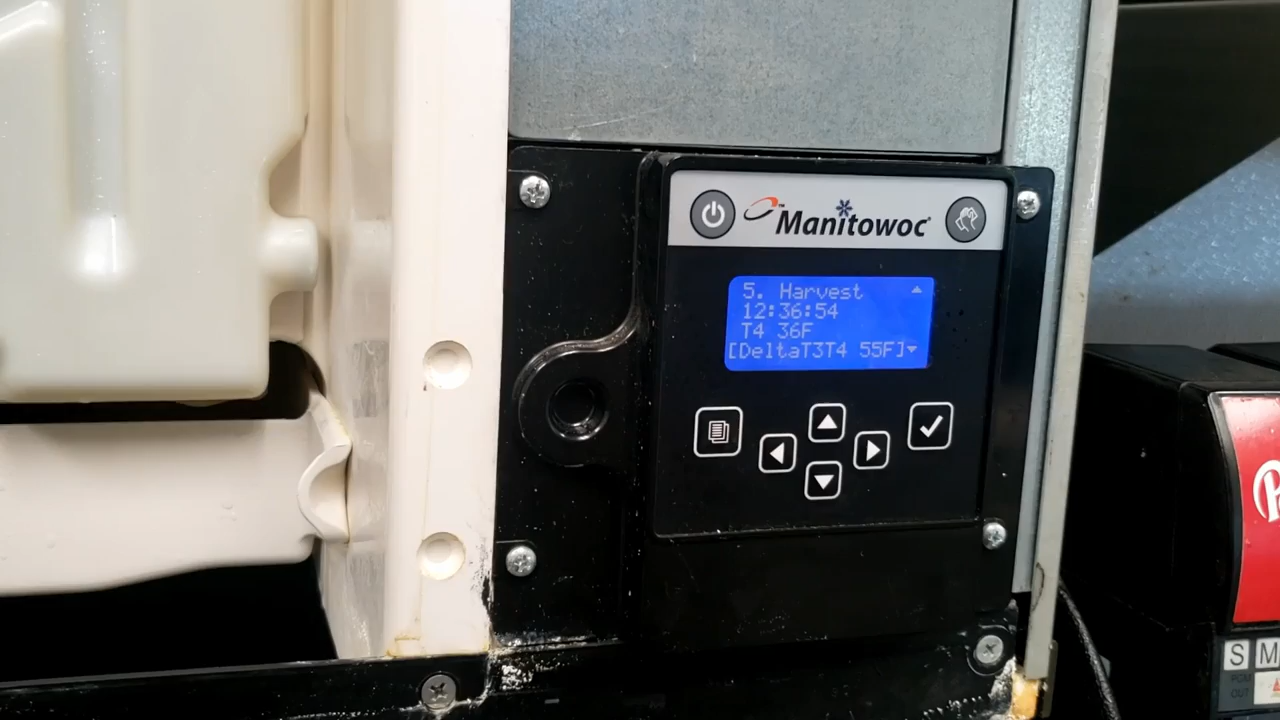 Manitowoc
5. Harvest
12:36:54
T4 36F
[DeltaT3T4 55F]
S M